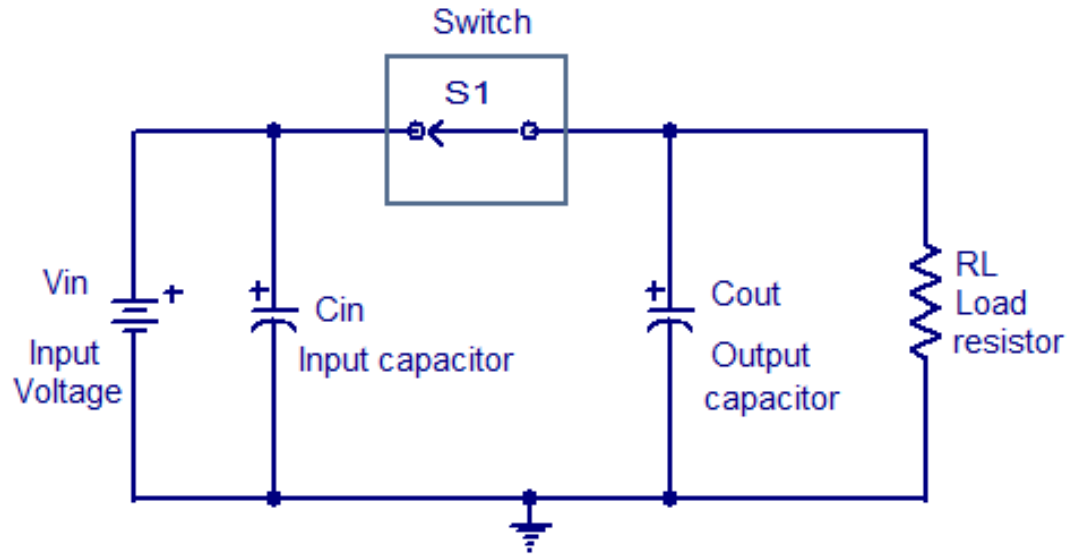 Switch
S1
Vin
+
Input
Voltage
+
Cin
Input capacitor
+
Cout
Output
capacitor
RL
Load
resistor